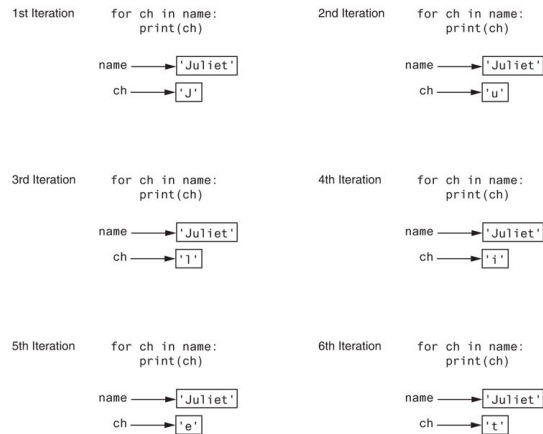 1st Iteration
for ch in name:
print(ch)
name 'Juliet'
ch 'J'
2nd Iteration
for ch in name:
print(ch)
name 'Juliet'
ch 'u'
3rd Iteration
for ch in name:
print(ch)
name 'Juliet'
ch 'l'
4th Iteration
for ch in name:
print(ch)
name 'Juliet'
ch 'i'
5th Iteration
for ch in name:
print(ch)
name 'Juliet'
ch 'e'
6th Iteration
for ch in name:
print(ch)
name 'Juliet'
ch 't'